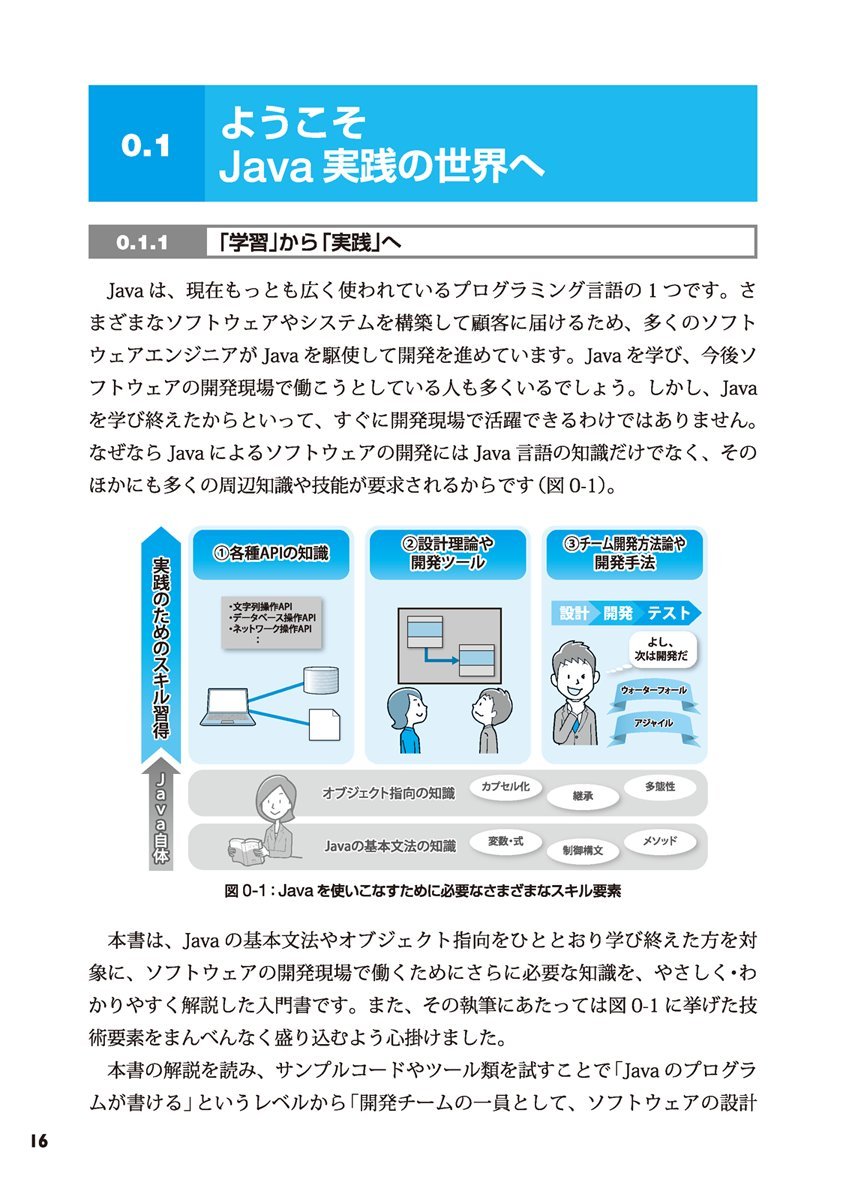 0.1
ようこそ
Java 実践の世界へ
0.1.1
「学習」から「実践」へ
Java は、現在もっとも広く使われているプログラミング言語の 1 つです。さ
まざまなソフトウェアやシステムを構築して顧客に届けるため、多くのソフト
ウェアエンジニアが Java を駆使して開発を進めています。Java を学び、今後ソ
フトウェアの開発現場で働こうとしている人も多くいるでしょう。しかし、Java
を学び終えたからといって、すぐに開発現場で活躍できるわけではありません。
なぜなら Java によるソフトウェアの開発には Java 言語の知識だけでなく、その
ほかにも多くの周辺知識や技能が要求されるからです（図 0-1）。
実践のためのスキル習得
①各種APIの知識
・文字列操作API
・データベース操作API
・ネットワーク操作API
：
②設計理論や
開発ツール
③チーム開発方法論や
開発手法
設計 開発 テスト
よし、
次は開発だ
ウォーターフォール
アジャイル
Java自体
オブジェクト指向の知識
カプセル化
継承
多態性
Javaの基本文法の知識
変数・式
制御構文
メソッド
図 0-1：Java を使いこなすために必要なさまざまなスキル要素
本書は、Java の基本文法やオブジェクト指向をひととおり学び終えた方を対
象に、ソフトウェアの開発現場で働くためにさらに必要な知識を、やさしく・わ
かりやすく解説した入門書です。また、その執筆にあたっては図 0-1 に挙げた技
術要素をまんべんなく盛り込むよう心掛けました。
本書の解説を読み、サンプルコードやツール類を試すことで「Java のプログラ
ムが書ける」というレベルから「開発チームの一員として、ソフトウェアの設計
16